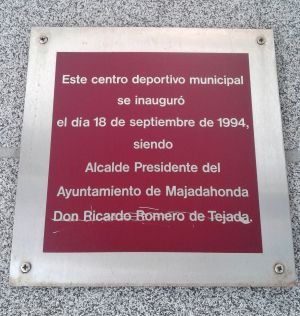 Este centro deportivo municipal
se inauguró
el día 18 de septiembre de 1994,
siendo
Alcalde Presidente del
Ayuntamiento de Majadahonda
Don Ricardo Romero de Tejada.